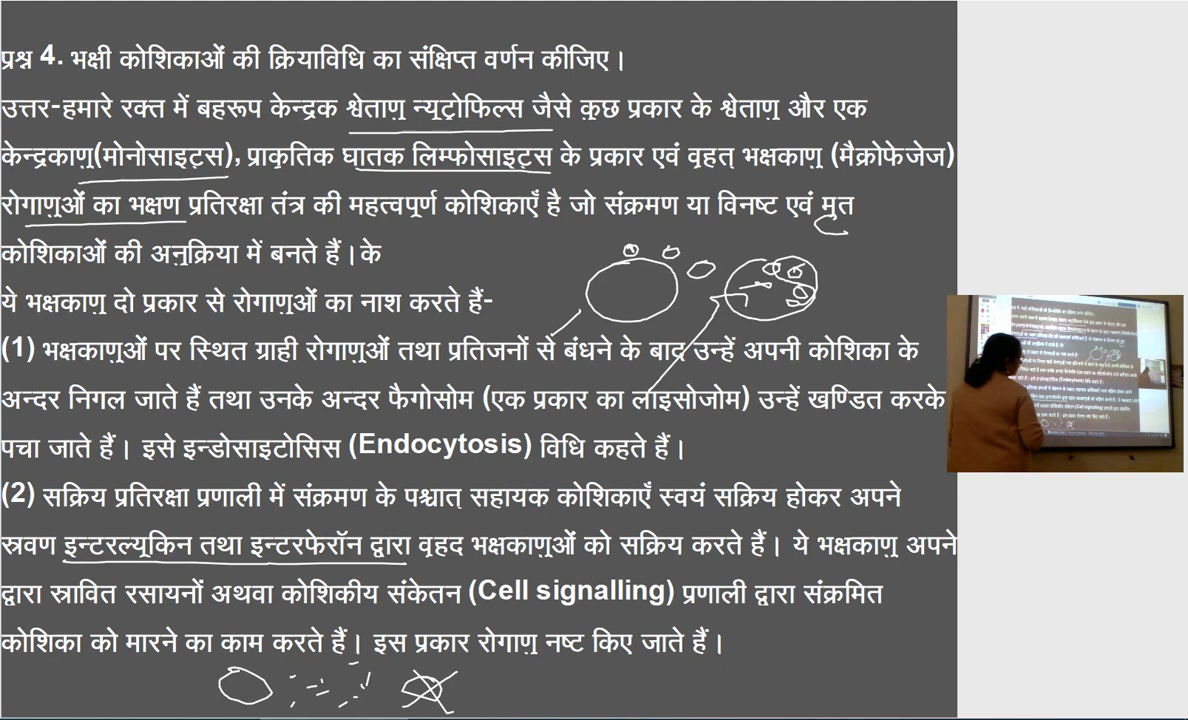 प्रश्न 4. भक्षी कोशिकाओं की क्रियाविधि का संक्षिप्त वर्णन कीजिए।
उत्तर-हमारे रक्त में बहरूप केन्द्रक श्वेताणु न्यूट्रोफिल्स जैसे कुछ प्रकार के श्वेताणु और एक
केन्द्रकाणु(मोनोसाइट्स), प्राकृतिक घातक लिम्फोसाइट्स के प्रकार एवं वृहत् भक्षकाणु (मैक्रोफेजेज)
रोगाणुओं का भक्षण प्रतिरक्षा तंत्र की महत्वपूर्ण कोशिकाएँ है जो संक्रमण या विनष्ट एवं मृत
कोशिकाओं की अनुक्रिया में बनते हैं।के
ये भक्षकाणु दो प्रकार से रोगाणुओं का नाश करते हैं-
(1) भक्षकाणुओं पर स्थित ग्राही रोगाणुओं तथा प्रतिजनों से बंधने के बाद उन्हें अपनी कोशिका के
अन्दर निगल जाते हैं तथा उनके अन्दर फैगोसोम (एक प्रकार का लाइसोजोम) उन्हें खण्डित करके
पचा जाते हैं। इसे इन्डोसाइटोसिस (Endocytosis) विधि कहते हैं।
(2) सक्रिय प्रतिरक्षा प्रणाली में संक्रमण के पश्चात् सहायक कोशिकाएँ स्वयं सक्रिय होकर अपने
स्रवण इन्टरल्यूकिन तथा इन्टरफेरॉन द्वारा वृहद भक्षकाणुओं को सक्रिय करते हैं। ये भक्षकाणु अपने
द्वारा स्रावित रसायनों अथवा कोशिकीय संकेतन (Cell signalling) प्रणाली द्वारा संक्रमित
कोशिका को मारने का काम करते हैं। इस प्रकार रोगाणु नष्ट किए जाते हैं।